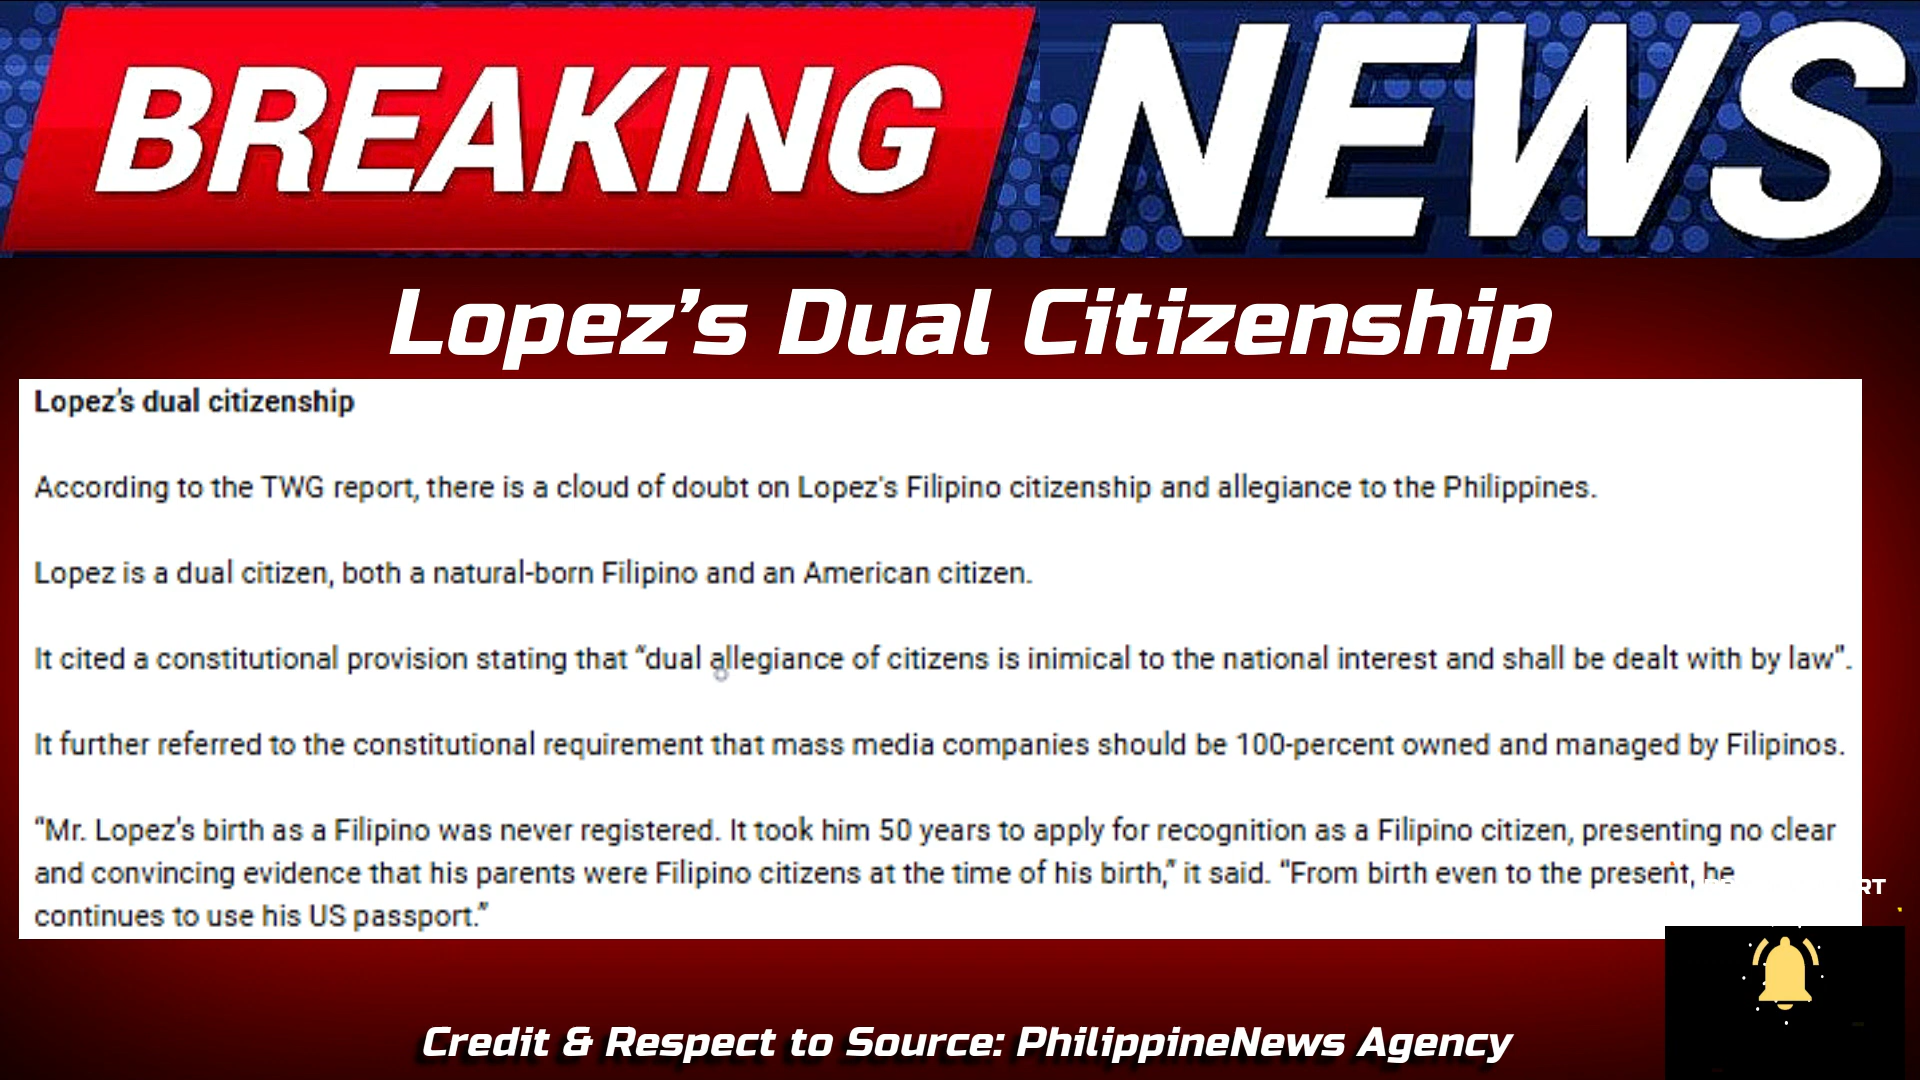 BREAKING NEWS
Lopez’s Dual Citizenship
Lopez’s dual citizenship
According to the TWG report, there is a cloud of doubt on Lopez's Filipino citizenship and allegiance to the Philippines.
Lopez is a dual citizen, both a natural-born Filipino and an American citizen.
It cited a constitutional provision stating that “dual allegiance of citizens is inimical to the national interest and shall be dealt with by law”.
It further referred to the constitutional requirement that mass media companies should be 100-percent owned and managed by Filipinos.
“Mr. Lopez’s birth as a Filipino was never registered. It took him 50 years to apply for recognition as a Filipino citizen, presenting no clear
and convincing evidence that his parents were Filipino citizens at the time of his birth,” it said. “From birth even to the present, he
continues to use his US passport.”
Credit & Respect to Source: PhilippineNews Agency